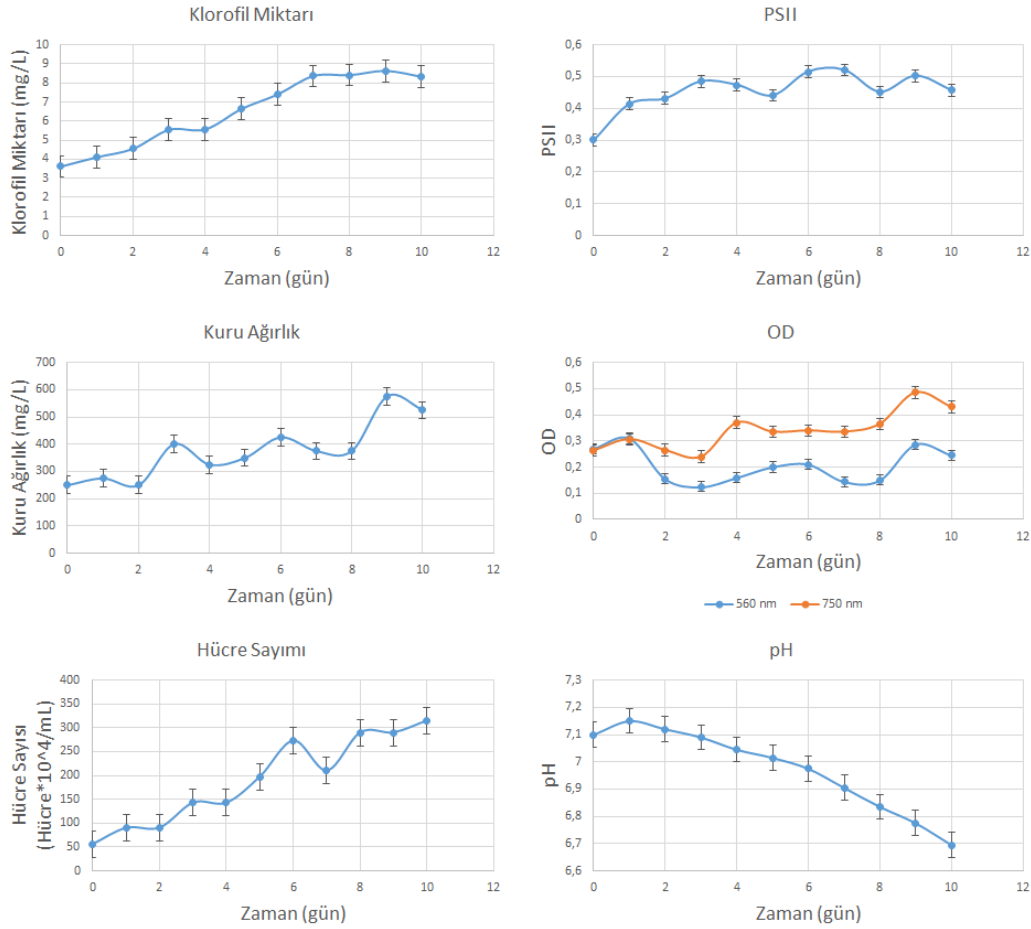 Klorofil Miktarı
Klorofil Miktarı (mg/L)
10
9
8
7
6
5
4
3
2
1
0
0 2 4 6 8 10 12
Zaman (gün)
PSII
PSII
0,6
0,5
0,4
0,3
0,2
0,1
0
0 2 4 6 8 10 12
Zaman (gün)
Kuru Ağırlık
Kuru Ağırlık (mg/L)
700
600
500
400
300
200
100
0
0 2 4 6 8 10 12
Zaman (gün)
OD
OD
0,6
0,5
0,4
0,3
0,2
0,1
0
0 2 4 6 8 10 12
Zaman (gün)
560 nm 750 nm
Hücre Sayımı
Hücre Sayısı
(Hücre*10^4/mL)
400
350
300
250
200
150
100
50
0
0 2 4 6 8 10 12
Zaman (gün)
pH
pH
7,3
7,2
7,1
7
6,9
6,8
6,7
6,6
0 2 4 6 8 10 12
Zaman (gün)